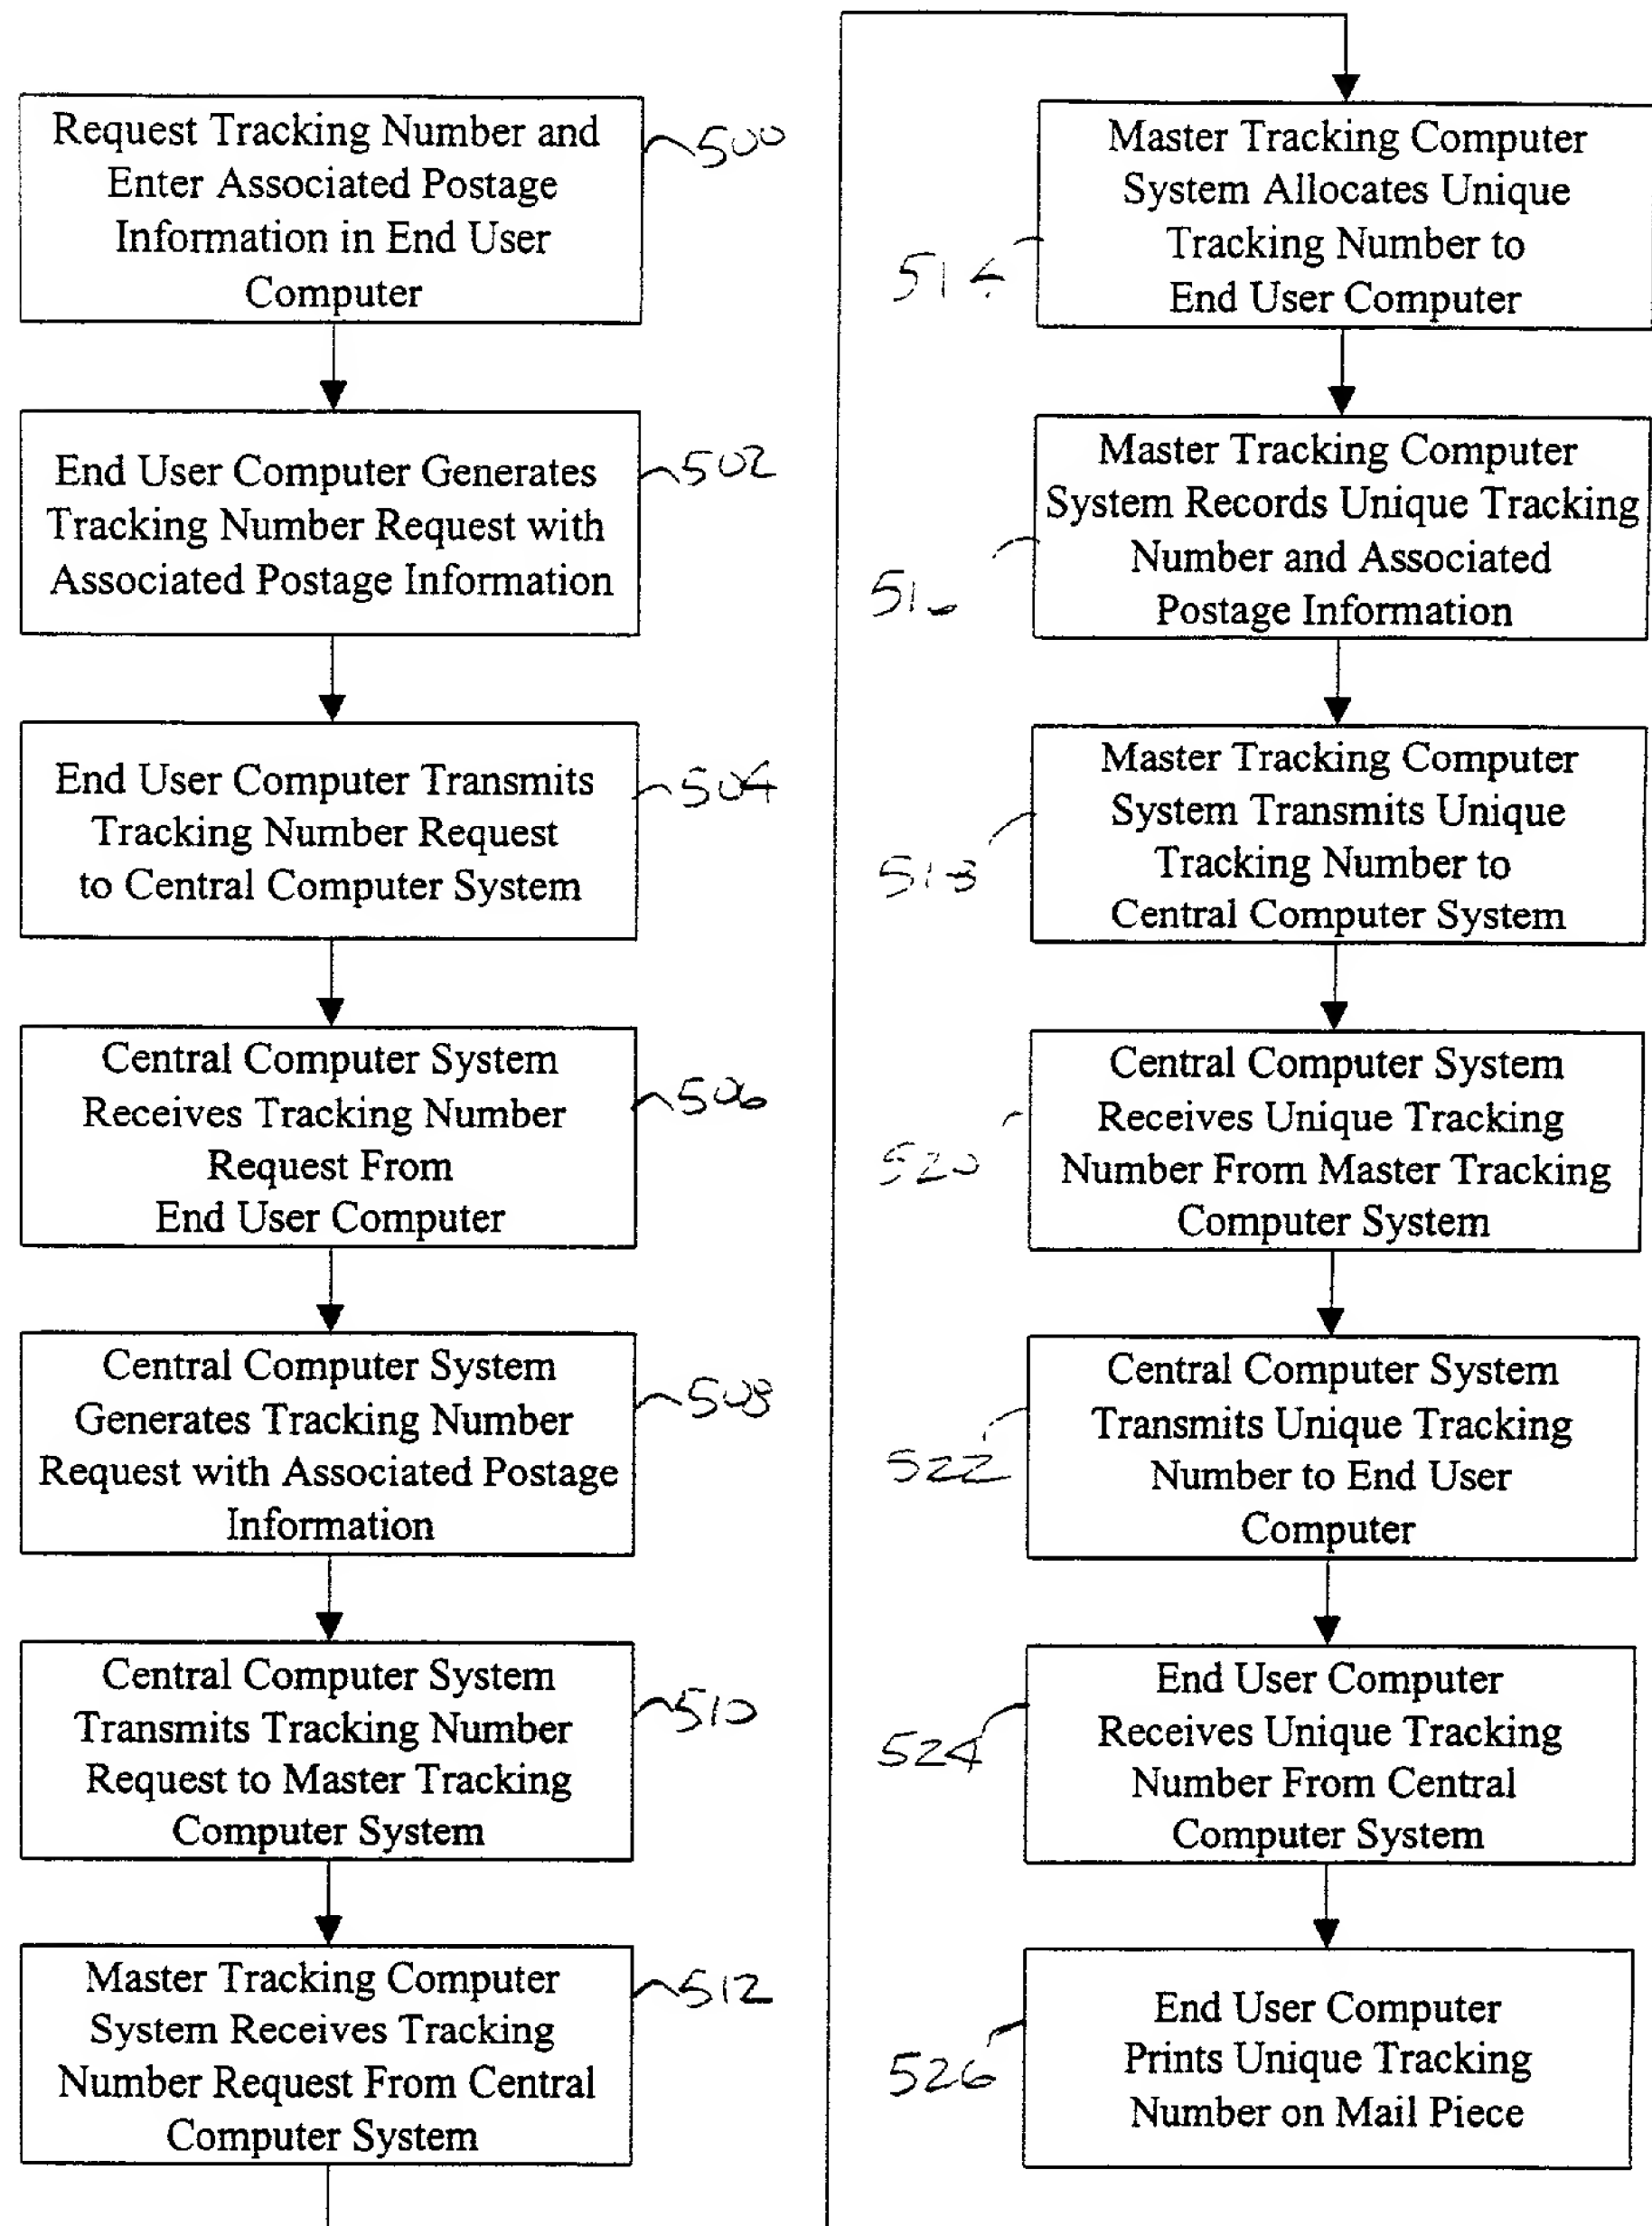 Request Tracking Number and
Enter Associated Postage
Information in End User
Computer
500
End User Computer Generates
Tracking Number Request with
Associated Postage Information
502
End User Computer Transmits
Tracking Number Request
to Central Computer System
504
Central Computer System
Receives Tracking Number
Request From
End User Computer
506
Central Computer System
Generates Tracking Number
Request with Associated Postage
Information
508
Central Computer System
Transmits Tracking Number
Request to Master Tracking
Computer System
510
Master Tracking Computer
System Receives Tracking
Number Request From Central
Computer System
512
Master Tracking Computer
System Allocates Unique
Tracking Number to
End User Computer
514
Master Tracking Computer
System Records Unique Tracking
Number and Associated
Postage Information
516
Master Tracking Computer
System Transmits Unique
Tracking Number to
Central Computer System
518
Central Computer System
Receives Unique Tracking
Number From Master Tracking
Computer System
520
Central Computer System
Transmits Unique Tracking
Number to End User
Computer
522
End User Computer
Receives Unique Tracking
Number From Central
Computer System
524
End User Computer
Prints Unique Tracking
Number on Mail Piece
526